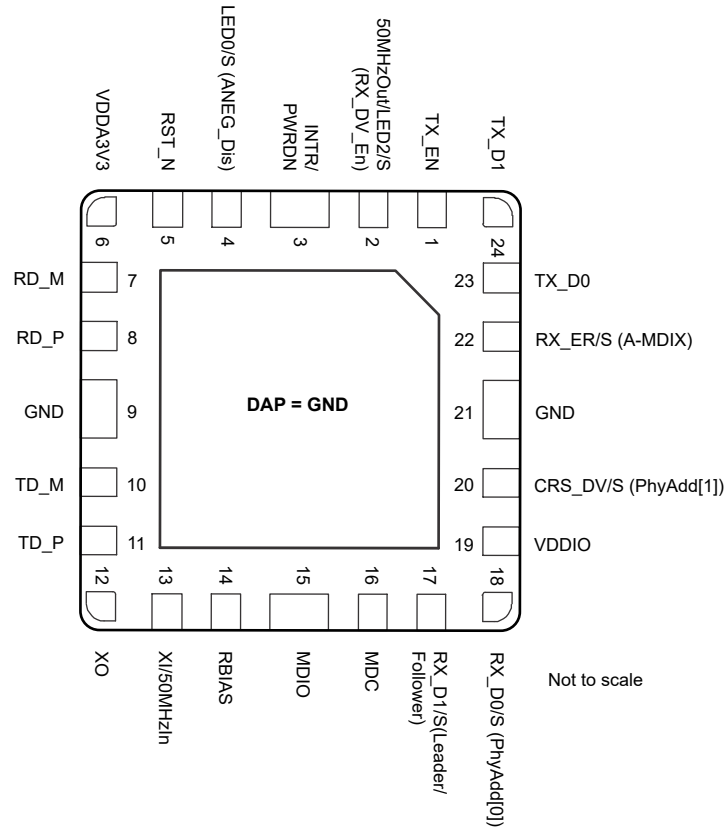 VDDA3V3
RST_N
LED0/S (ANEG_Dis)
INTR/
PWRDN
50MHzOut/LED2/S
(RX_DV_En)
TX_EN
TX_D1
6
5
4
3
2
1
24
RD_M
7
23
TX_D0
RD_P
8
22
RX_ER/S (A-MDIX)
GND
9
DAP = GND
21
GND
TD_M
10
20
CRS_DV/S (PhyAdd[1])
TD_P
11
19
VDDIO
12
13
14
15
16
17
18
XO
XI/50MHzIn
RBIAS
MDIO
MDC
RX_D1/S(Leader/
Follower)
RX_D0/S (PhyAdd[0])
Not to scale